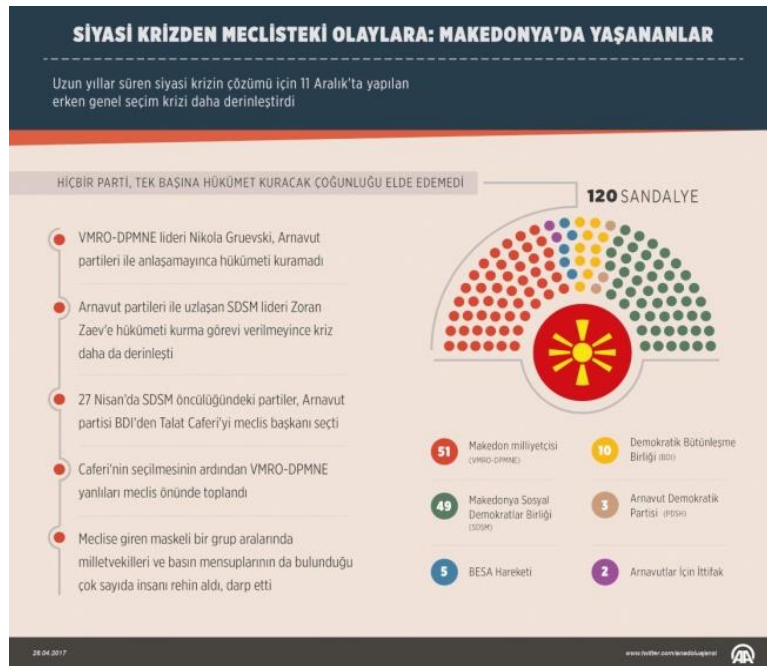 SİYASİ KRİZDEN MECLİSTEKİ OLAYLARA: MAKEDONYA'DA YAŞANANLAR
Uzun yıllar süren siyasi krizin çözümü için 11 Aralık'ta yapılan
erken genel seçim krizi daha derinleştirdi
HİÇBİR PARTİ, TEK BAŞINA HÜKÜMET KURACAK ÇOĞUNLUĞU ELDE EDEMEDİ
120 SANDALYE
VMRO-DPMNE lideri Nikola Gruevski, Arnavut
partileri ile anlaşamayınca hükümeti kuramadı
Arnavut partileri ile uzlaşan SDSM lideri Zoran
Zaev'e hükümeti kurma görevi verilmeyince kriz
daha da derinleşti
27 Nisan'da SDSM öncülüğündeki partiler, Arnavut
partisi BDI'den Talat Caferi'yi meclis başkanı seçti
Caferi'nin seçilmesinin ardından VMRO-DPMNE
yanlıları meclis önünde toplandı
Meclise giren maskeli bir grup aralarında
milletvekilleri ve basın mensuplarının da bulunduğu
çok sayıda insanı rehin aldı, darp etti
51 Makedon milliyetçisi
(VMRO-DPMNE)
49 Makedonya Sosyal
Demokratlar Birliği
(SDSM)
5 BESA Hareketi
10 Demokratik Bütünleşme
Birliği (BDI)
3 Arnavut Demokratik
Partisi (PDSH)
2 Arnavutlar İçin İttifak
28.04.2017
www.twitter.com/anadoluajansi
AA